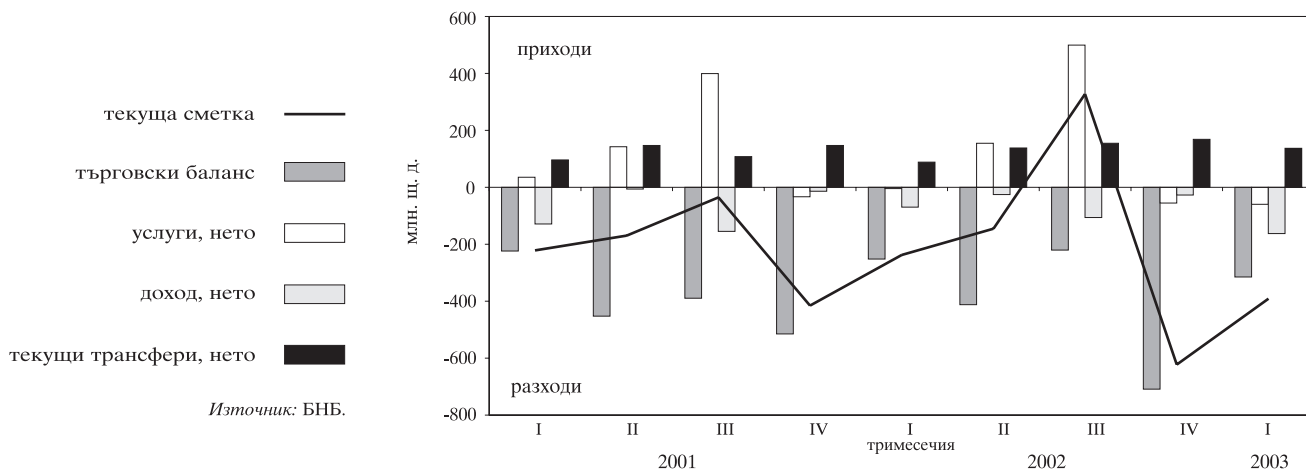 текуща сметка
търговски баланс
услуги, нето
доход, нето
текущи трансфери, нето
Източник: БНБ.
млн. щ. д.
600
400
200
0
-200
-400
-600
-800
приходи
разходи
I II III IV I II III IV I
тримесечия
2001 2002 2003